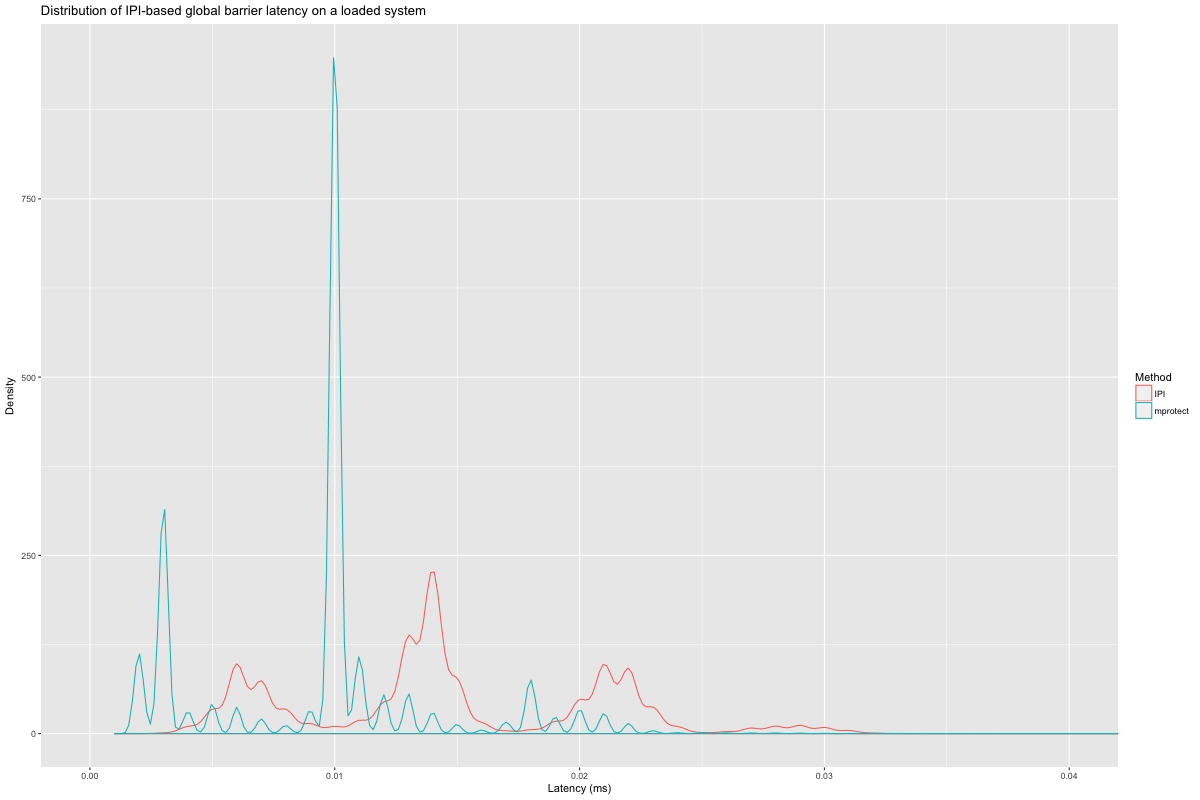 Distribution of IPI-based global barrier latency on a loaded system
Density
750
500
250
0
0.00 0.01 0.02 0.03 0.04
Latency (ms)
Method
IPI
mprotect